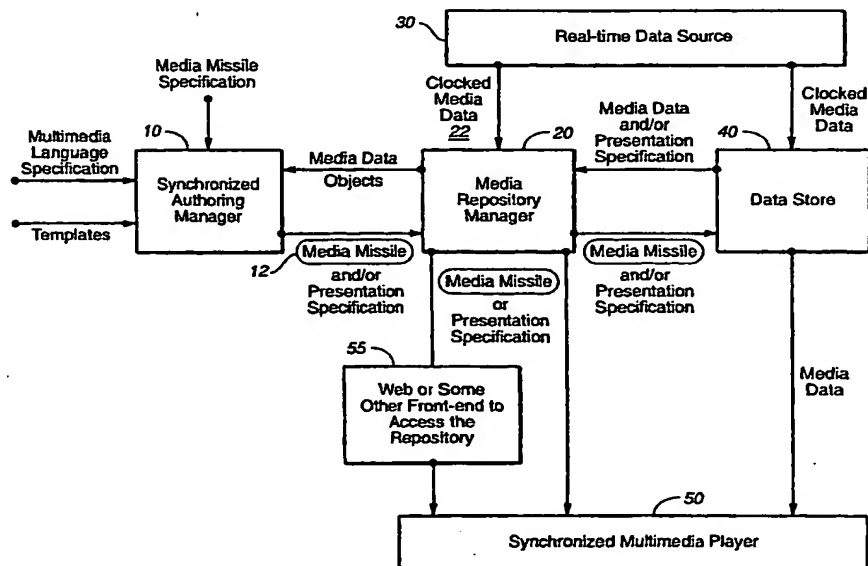 30
Real-time Data Source
Media Missile
Specification
Clocked
Media
Data
22
20
Media Data
and/or
Presentation
Specification
40
Clocked
Media Data
10
Multimedia
Language
Specification
Templates
Synchronized
Authoring
Manager
Media Data
Objects
Media
Repository
Manager
Data Store
12
Media Missile
and/or
Presentation
Specification
Media Missile
or
Presentation
Specification
Media Missile
and/or
Presentation
Specification
55
Web or Some
Other Front-end to
Access the
Repository
Media
Data
50
Synchronized Multimedia Player